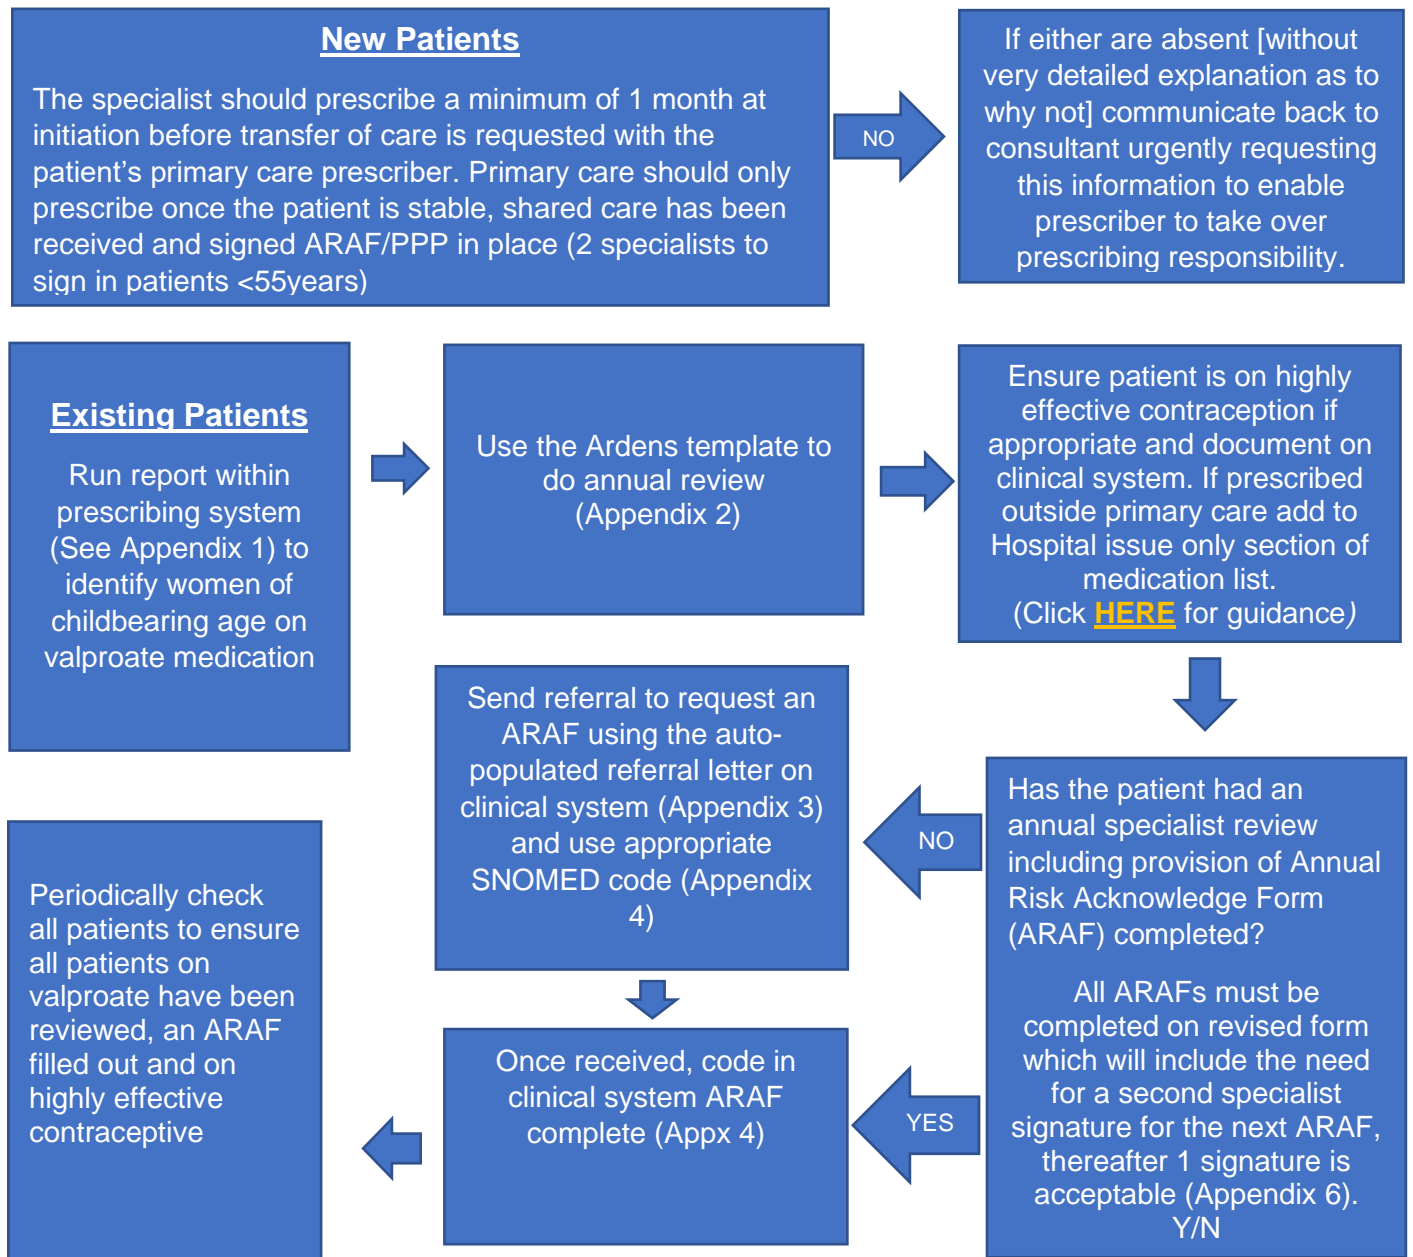 New Patients
The specialist should prescribe a minimum of 1 month at
initiation before transfer of care is requested with the
patient's primary care prescriber. Primary care should only
prescribe once the patient is stable, shared care has been
received and signed ARAF/PPP in place (2 specialists to
sign in patients <55years)
NO
If either are absent [without
very detailed explanation as to
why not] communicate back to
consultant urgently requesting
this information to enable
prescriber to take over
prescribing responsibility.
Existing Patients
Run report within
prescribing system
(See Appendix 1) to
identify women of
childbearing age on
valproate medication
Use the Ardens template to
do annual review
(Appendix 2)
Ensure patient is on highly
effective contraception if
appropriate and document on
clinical system. If prescribed
outside primary care add to
Hospital issue only section of
medication list.
(Click HERE for guidance)
Has the patient had an
annual specialist review
including provision of Annual
Risk Acknowledge Form
(ARAF) completed?
All ARAFs must be
completed on revised form
which will include the need
for a second specialist
signature for the next ARAF,
thereafter 1 signature is
acceptable (Appendix 6).
Y/N
NO
Send referral to request an
ARAF using the auto-
populated referral letter on
clinical system (Appendix 3)
and use appropriate
SNOMED code (Appendix
4)
YES
Once received, code in
clinical system ARAF
complete (Appx 4)
Periodically check
all patients to ensure
all patients on
valproate have been
reviewed, an ARAF
filled out and on
highly effective
contraceptive